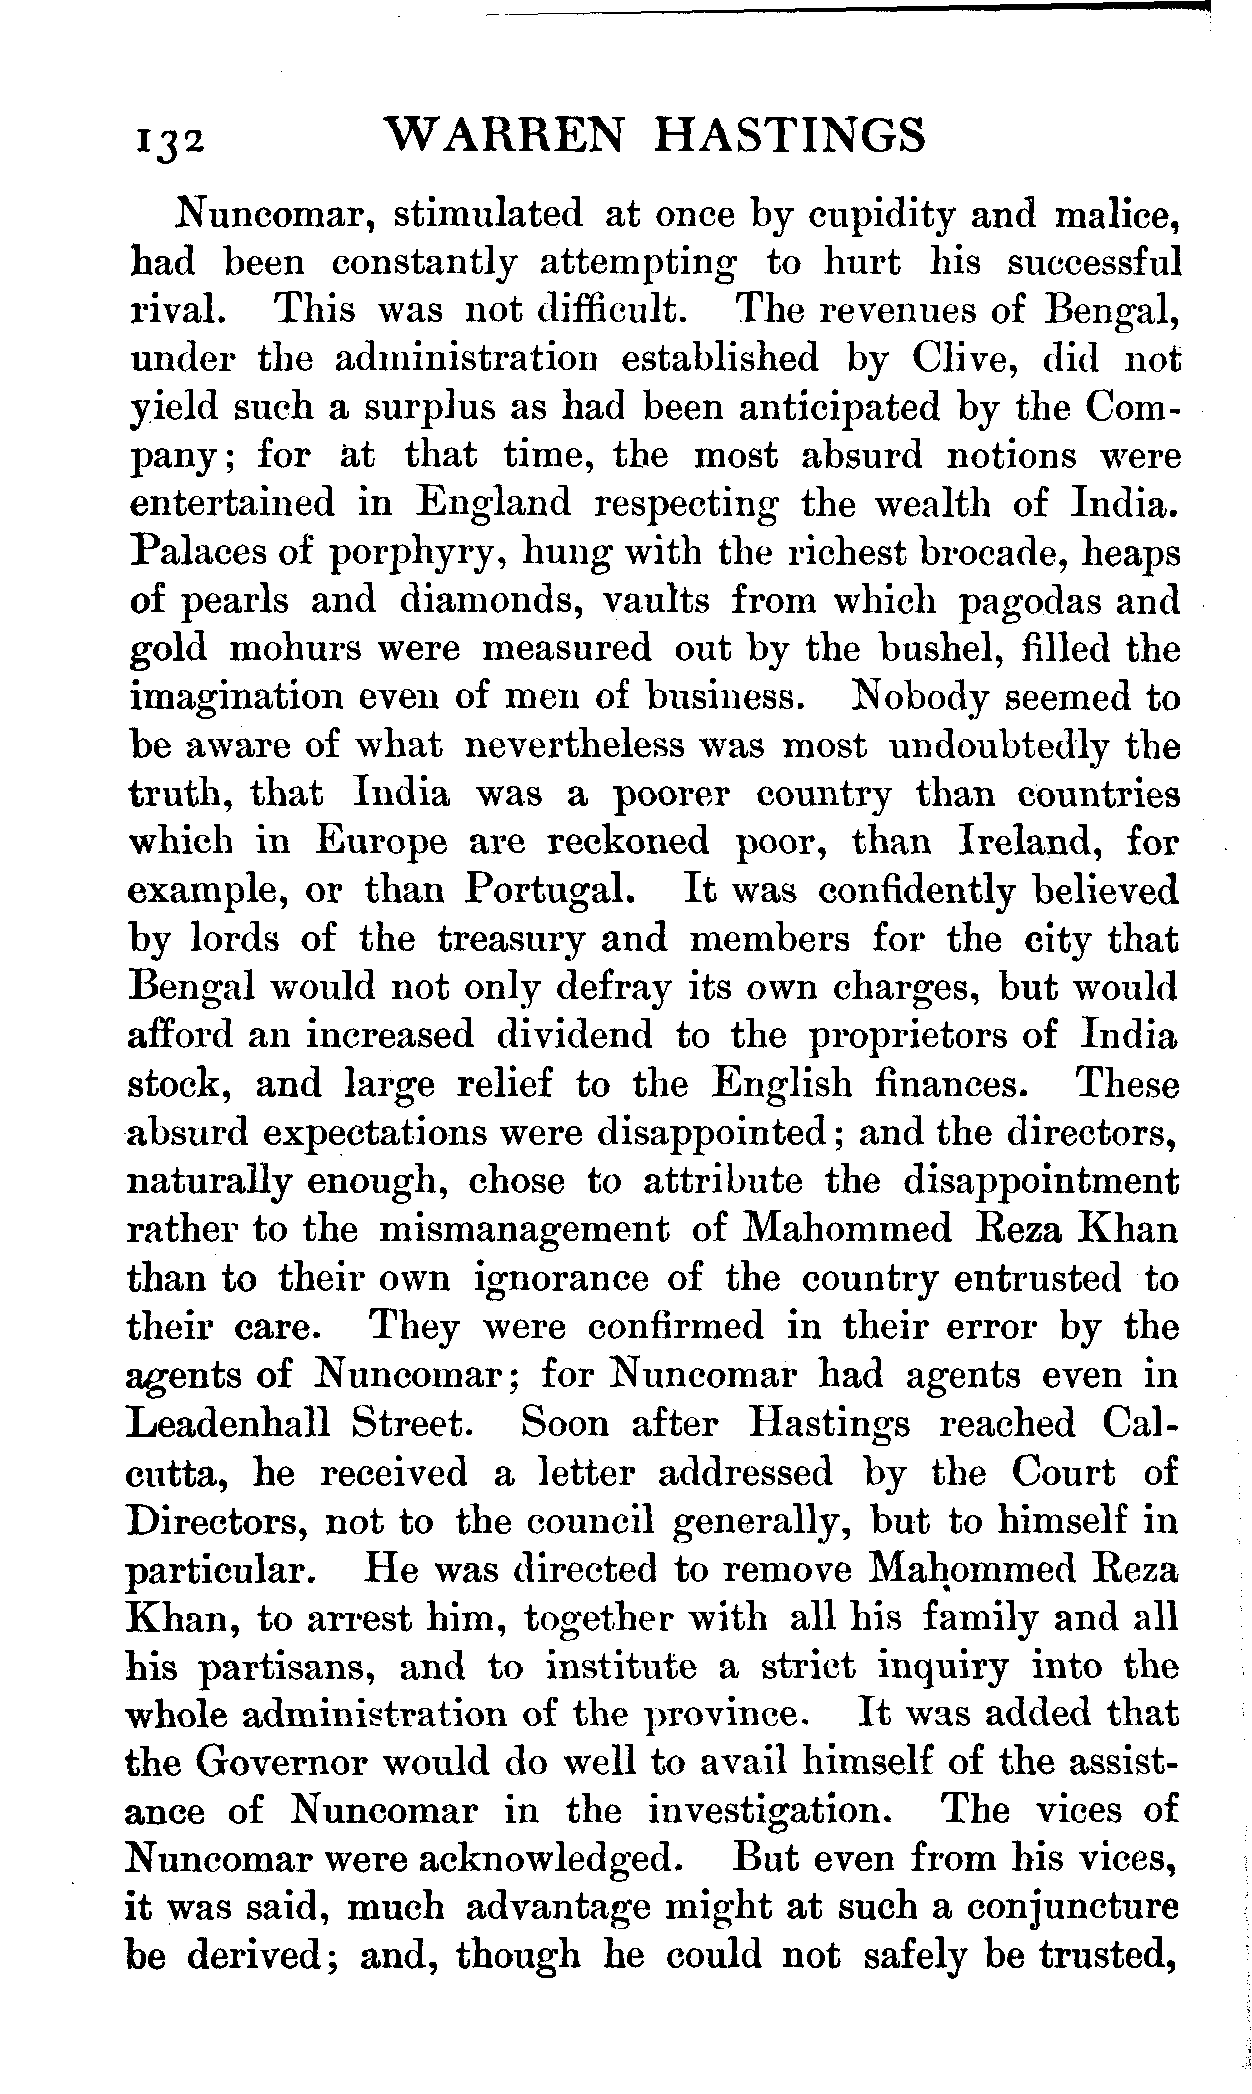 132 WARREN HASTINGS
Nuncomar, stimulated at once by cupidity and malice,
had been constantly attempting to hurt his successful
rival. This was not difficult. The revenues of Bengal,
under the administration established by Clive, did not
yield such a surplus as had been anticipated by the Com-
pany; for at that time, the most absurd notions were
entertained in England respecting the wealth of India.
Palaces of porphyry, hung with the richest brocade, heaps
of pearls and diamonds, vaults from which pagodas and
gold mohurs were measured out by the bushel, filled the
imagination even of men of business. Nobody seemed to
be aware of what nevertheless was most undoubtedly the
truth, that India was a poorer country than countries
which in Europe are reckoned poor, than Ireland, for
example, or than Portugal. It was confidently believed
by lords of the treasury and members for the city that
Bengal would not only defray its own charges, but would
afford an increased dividend to the proprietors of India
stock, and large relief to the English finances. These
absurd expectations were disappointed; and the directors,
naturally enough, chose to attribute the disappointment
rather to the mismanagement of Mahommed Reza Khan
than to their own ignorance of the country entrusted to
their care. They were confirmed in their error by the
agents of Nuncomar; for Nuncomar had agents even in
Leadenhall Street. Soon after Hastings reached Cal-
cutta, he received a letter addressed by the Court of
Directors, not to the council generally, but to himself in
particular. He was directed to remove Mahommed Reza
Khan, to arrest him, together with all his family and all
his partisans, and to institute a strict inquiry into the
whole administration of the province. It was added that
the Governor would do well to avail himself of the assist-
ance of Nuncomar in the investigation. The vices of
Nuncomar were acknowledged. But even from his vices,
it was said, much advantage might at such a conjuncture
be derived; and, though he could not safely be trusted,